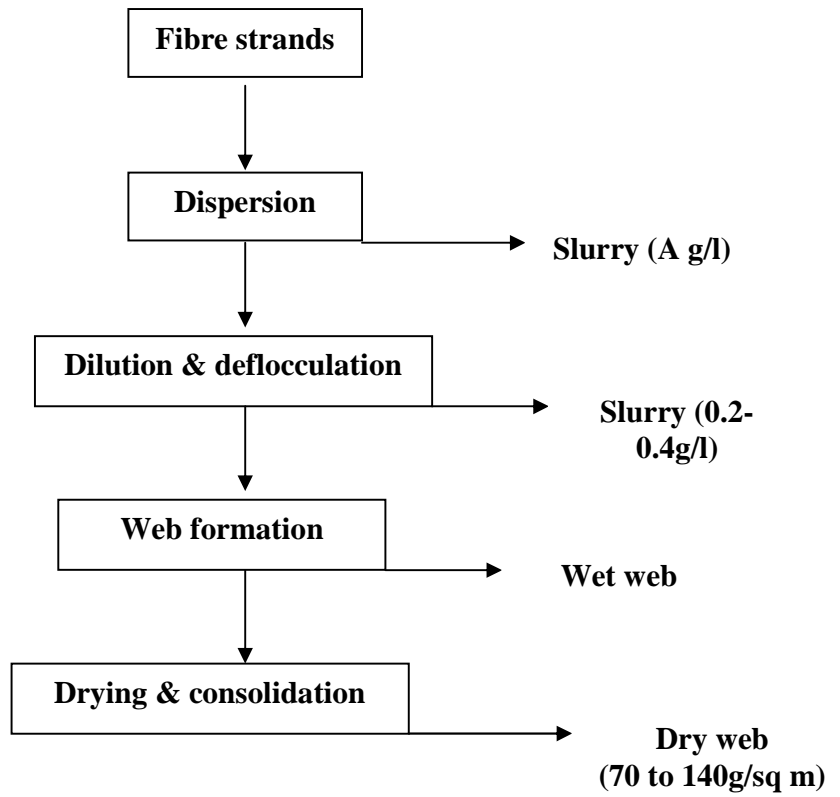 Fibre strands
Dispersion
Slurry (A g/l)
Dilution & deflocculation
Slurry (0.2-
0.4g/l)
Web formation
Wet web
Drying & consolidation
Dry web
(70 to 140g/sq m)